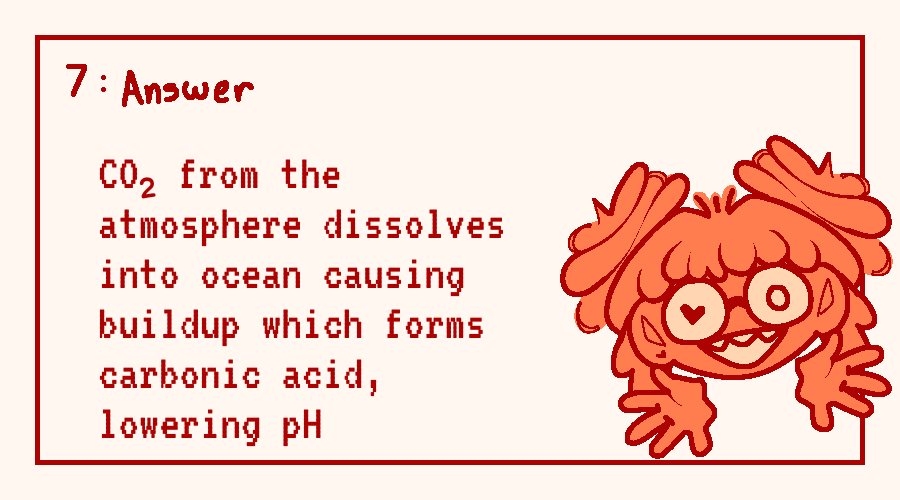 7: Answer
CO₂ from the
atmosphere dissolves
into ocean causing
buildup which forms
carbonic acid,
lowering pH